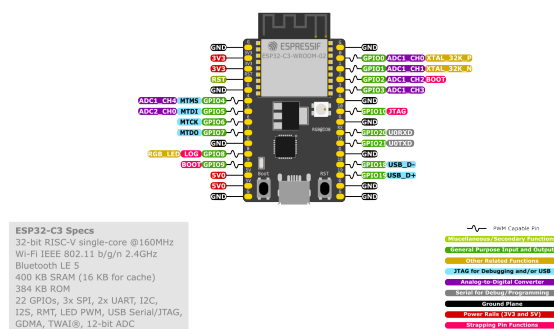 ESPRESSIF
ESP32-C3-WROOM-02
GND GND
3V3 GPIO0 ADC1_CH0 XTAL_32K_P
3V3 GPIO1 ADC1_CH1 XTAL_32K_N
RST GPIO2 ADC1_CH2 BOOT
GND GPIO3 ADC1_CH3
ADC1_CH4 MTMS GPIO4 GND
ADC2_CH0 MTDI GPIO5 GPIO10 JTAG
MTCK GPIO6 GND
MTDO GPIO7 GPIO20 U0RXD
GND GPIO21 U0TXD
RGB_LED LOG GPIO8 GND
BOOT GPIO9 GPIO18 USB_D-
5V0 GPIO19 USB_D+
5V0 GND
GND GND
Boot RST
ESP32-C3 Specs
32-bit RISC-V single-core @160MHz
Wi-Fi IEEE 802.11 b/g/n 2.4GHz
Bluetooth LE 5
400 KB SRAM (16 KB for cache)
384 KB ROM
22 GPIOs, 3x SPI, 2x UART, I2C,
I2S, RMT, LED PWM, USB Serial/JTAG,
GDMA, TWAI®, 12-bit ADC
PWM Capable Pin
Miscellaneous/Secondary Functions
General Purpose Input and Output
Other Related Functions
JTAG for Debugging and/or USB
Analog-to-Digital Converter
Serial for Debug/Programming
Ground Plane
Power Rails (3V3 and 5V)
Strapping Pin Functions